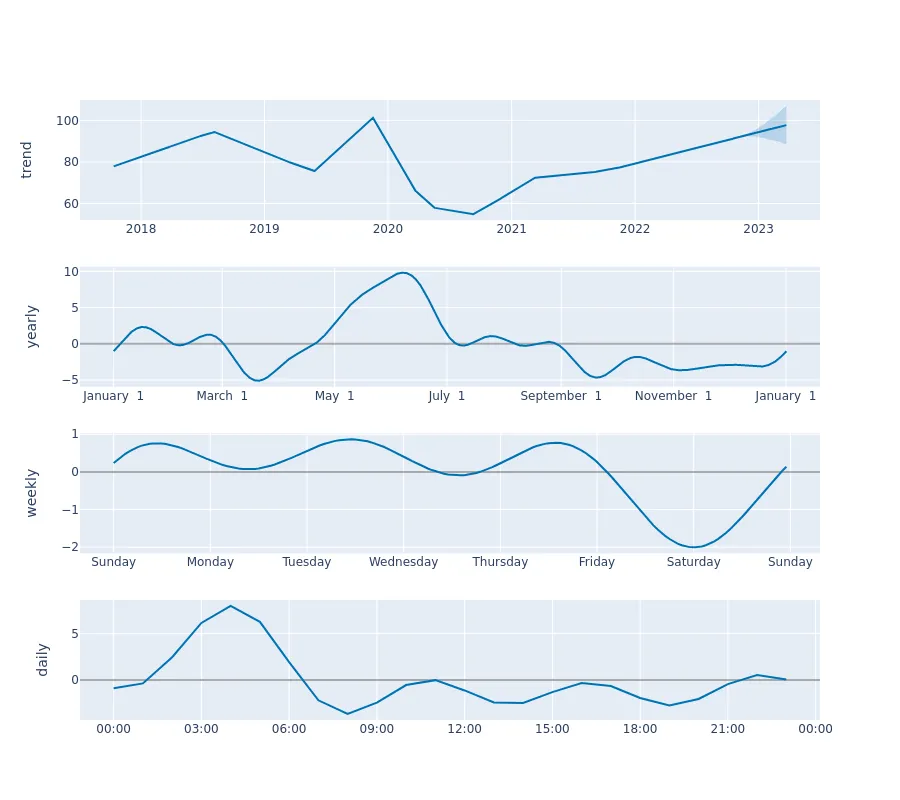 trend
100
80
60
2018 2019 2020 2021 2022 2023
yearly
10
5
0
−5
January 1 March 1 May 1 July 1 September 1 November 1 January 1
weekly
1
0
−1
−2
Sunday Monday Tuesday Wednesday Thursday Friday Saturday Sunday
daily
5
0
00:00 03:00 06:00 09:00 12:00 15:00 18:00 21:00 00:00